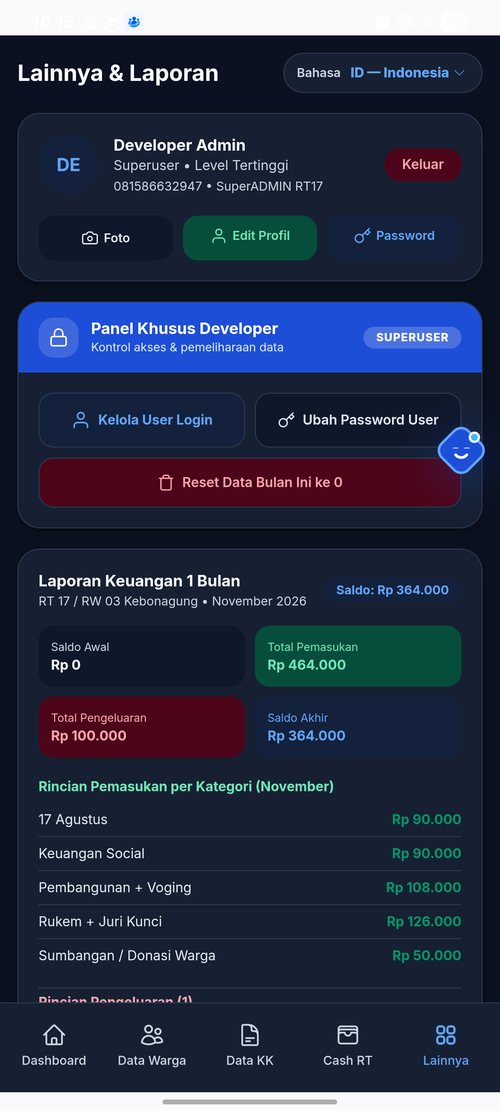 10.15
Lainnya & Laporan
Bahasa ID — Indonesia
DE
Developer Admin
Superuser • Level Tertinggi
081586632947 • SuperADMIN RT17
Keluar
Foto
Edit Profil
Password
Panel Khusus Developer
Kontrol akses & pemeliharaan data
SUPERUSER
Kelola User Login
Ubah Password User
Reset Data Bulan Ini ke 0
Laporan Keuangan 1 Bulan
RT 17 / RW 03 Kebonagung • November 2026
Saldo: Rp 364.000
Saldo Awal
Rp 0
Total Pemasukan
Rp 464.000
Total Pengeluaran
Rp 100.000
Saldo Akhir
Rp 364.000
Rincian Pemasukan per Kategori (November)
17 Agustus Rp 90.000
Keuangan Social Rp 90.000
Pembangunan + Voging Rp 108.000
Rukem + Juri Kunci Rp 126.000
Sumbangan / Donasi Warga Rp 50.000
Rincian Pengeluaran (1)
Dashboard
Data Warga
Data KK
Cash RT
Lainnya